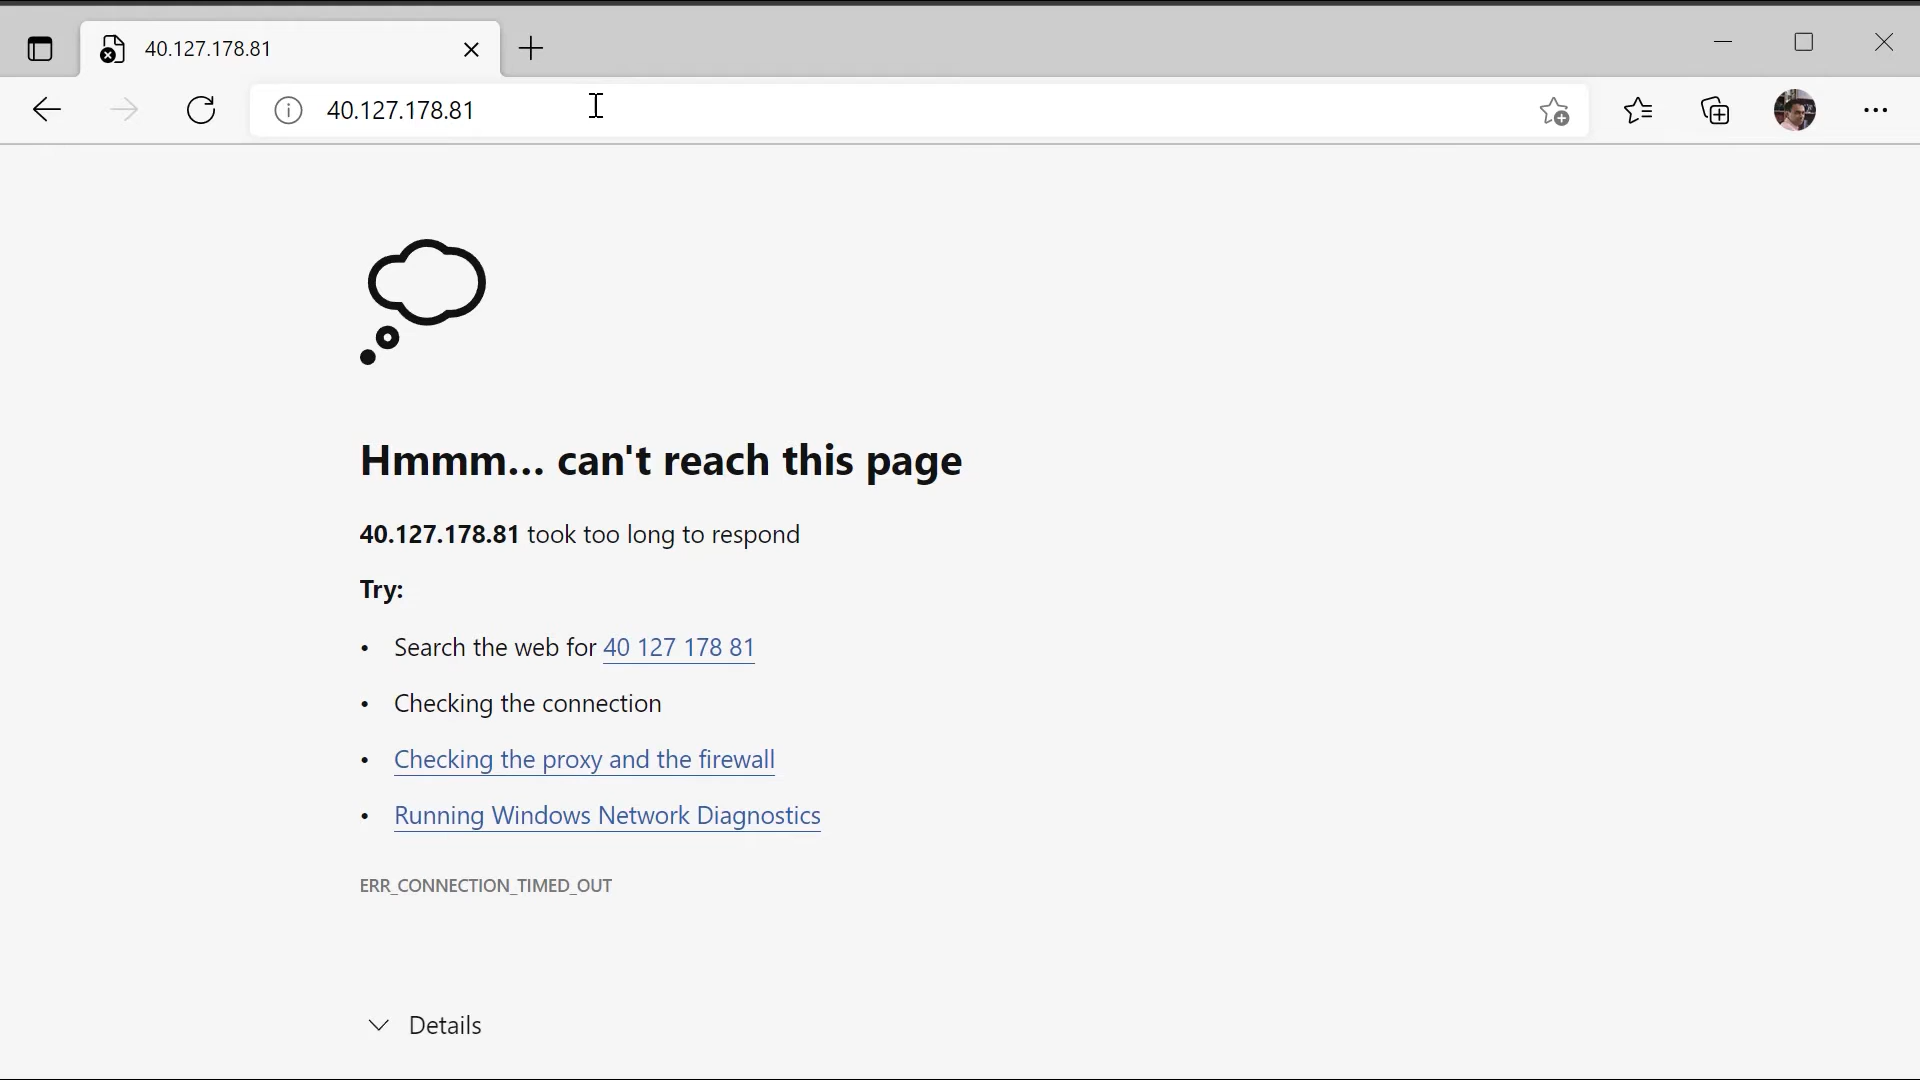 40.127.178.81
40.127.178.81
Hmmm... can't reach this page
40.127.178.81 took too long to respond
Try:
• Search the web for 40 127 178 81
• Checking the connection
• Checking the proxy and the firewall
• Running Windows Network Diagnostics
ERR_CONNECTION_TIMED_OUT
Details